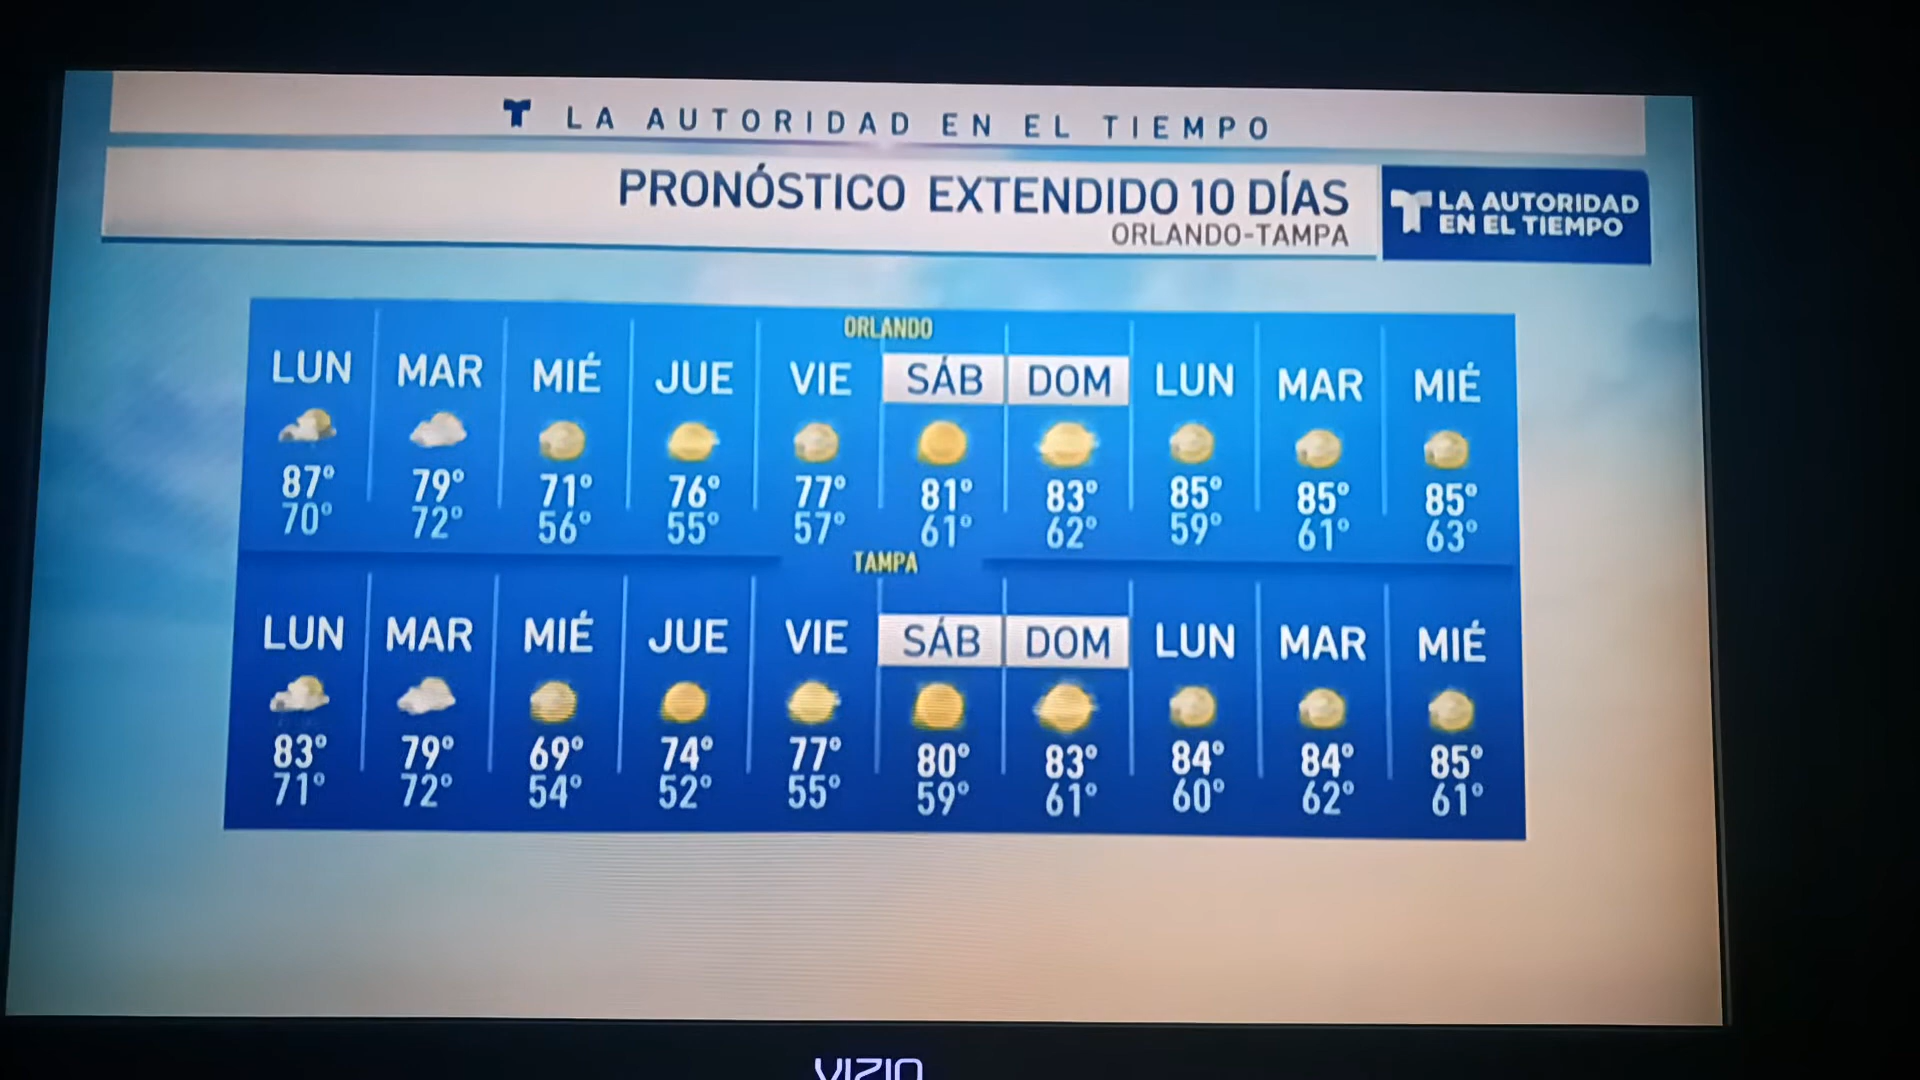 LA AUTORIDAD EN EL TIEMPO
PRONÓSTICO EXTENDIDO 10 DÍAS
ORLANDO-TAMPA
LA AUTORIDAD
EN EL TIEMPO
ORLANDO
LUN MAR MIÉ JUE VIE SÁB DOM LUN MAR MIÉ
87° 79° 71° 76° 77° 81° 83° 85° 85° 85°
70° 72° 56° 55° 57° 61° 62° 59° 61° 63°
TAMPA
LUN MAR MIÉ JUE VIE SÁB DOM LUN MAR MIÉ
83° 79° 69° 74° 77° 80° 83° 84° 84° 85°
71° 72° 54° 52° 55° 59° 61° 60° 62° 61°
VIZIO